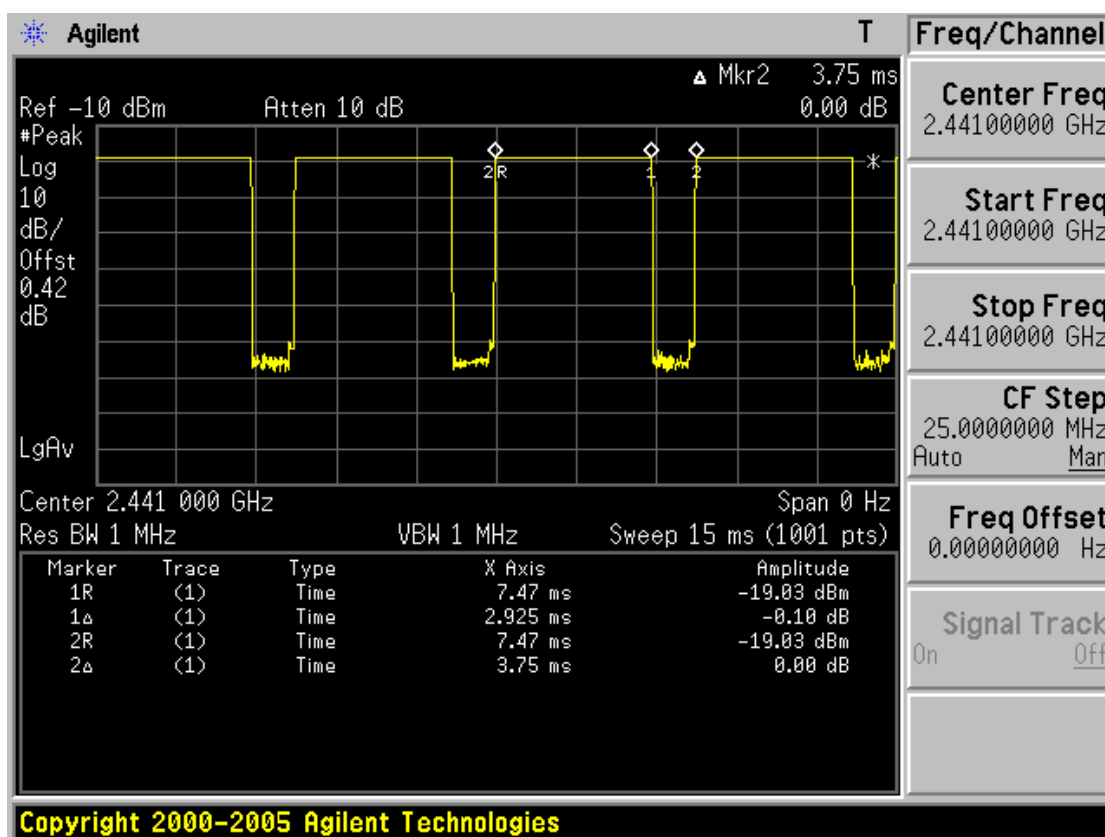 Agilent T
Freq/Channel
Δ Mkr2 3.75 ms
Ref -10 dBm Atten 10 dB 0.00 dB
#Peak
Log
10
dB/
Offst
0.42
dB
LgAv
2R
1
2
Center 2.441 000 GHz Span 0 Hz
Res BW 1 MHz VBW 1 MHz Sweep 15 ms (1001 pts)
Marker Trace Type X Axis Amplitude
1R (1) Time 7.47 ms -19.03 dBm
1Δ (1) Time 2.925 ms -0.10 dB
2R (1) Time 7.47 ms -19.03 dBm
2Δ (1) Time 3.75 ms 0.00 dB
Center Freq
2.44100000 GHz
Start Freq
2.44100000 GHz
Stop Freq
2.44100000 GHz
CF Step
25.0000000 MHz
Auto Man
Freq Offset
0.00000000 Hz
Signal Track
On Off
Copyright 2000-2005 Agilent Technologies